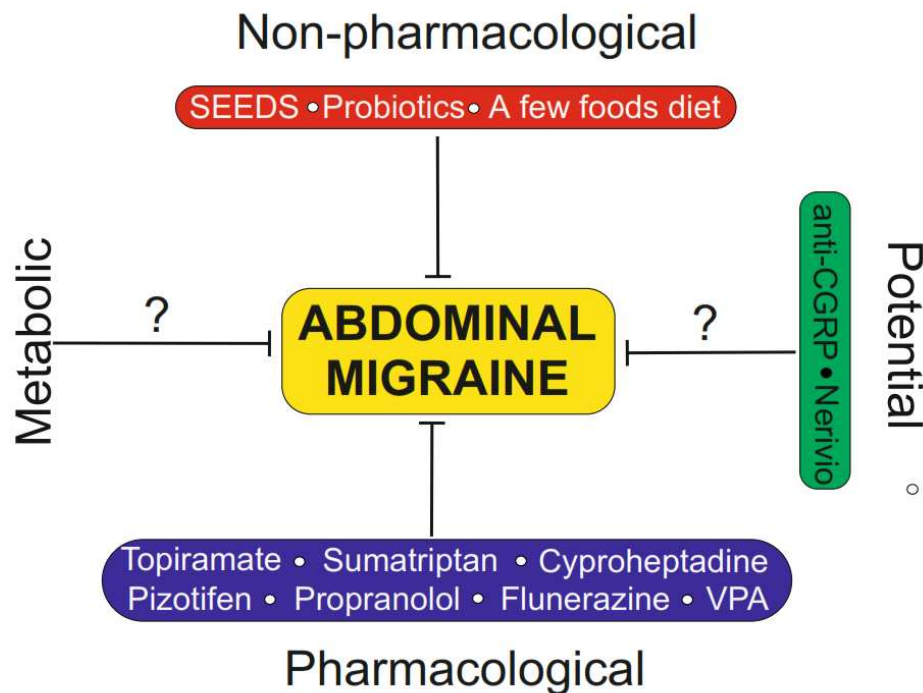 Non-pharmacological
SEEDS • Probiotics • A few foods diet
Metabolic
?
ABDOMINAL
MIGRAINE
?
anti-CGRP • Nerivio
Potential
Topiramate • Sumatriptan • Cyproheptadine
Pizotifen • Propranolol • Flunerazine • VPA
Pharmacological